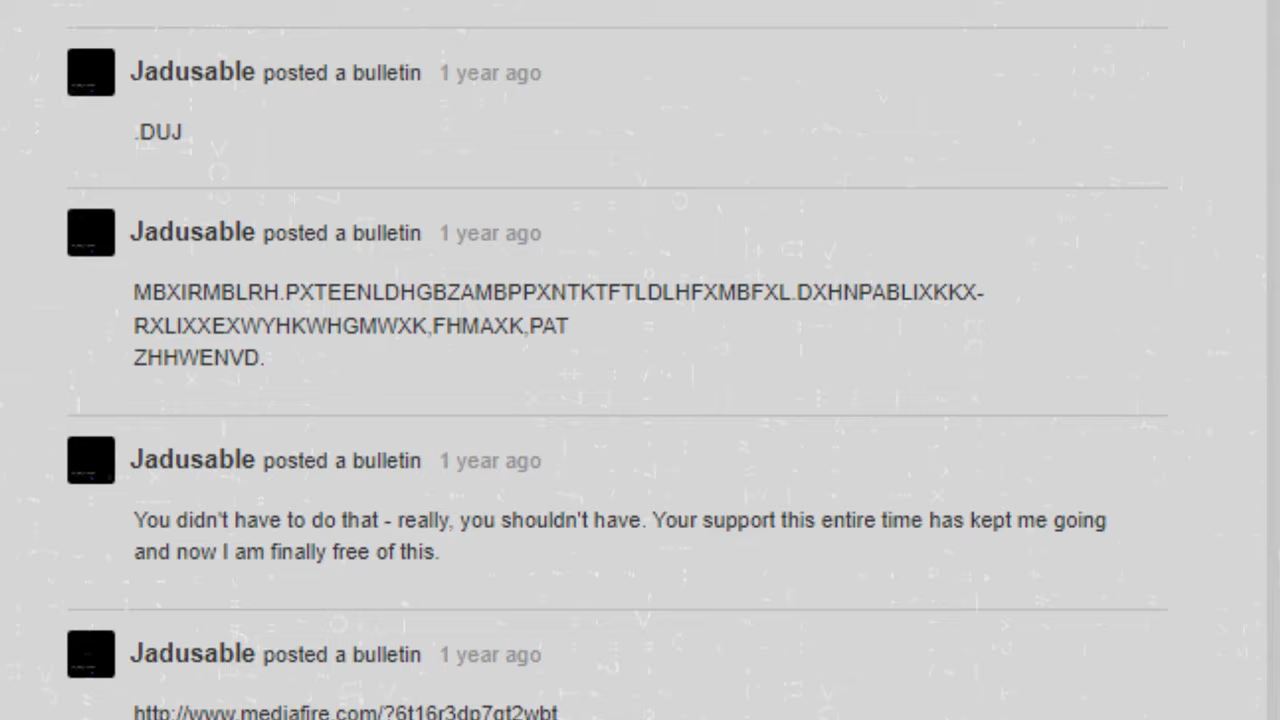 Jadusable posted a bulletin 1 year ago
.DUJ
Jadusable posted a bulletin 1 year ago
MBXIRMBLRH.PXTEENLDHGBZAMBPPXNTKTFTLDLHFXMBFXL.DXHNPABLIXKKX-
RXLIXXEXWYHKWHGMWXK,FHMAXK,PAT
ZHHWENVD.
Jadusable posted a bulletin 1 year ago
You didn't have to do that - really, you shouldn't have. Your support this entire time has kept me going
and now I am finally free of this.
Jadusable posted a bulletin 1 year ago
http://www.mediafire.com/?6t16r3dp7gt2wbt